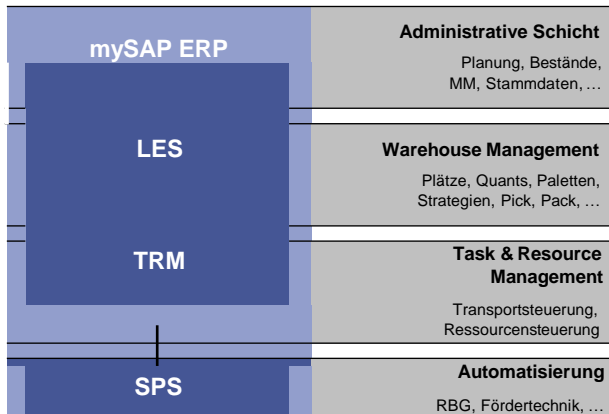 mySAP ERP
Administrative Schicht
Planung, Bestände,
MM, Stammdaten, ...
LES
Warehouse Management
Plätze, Quants, Paletten,
Strategien, Pick, Pack, ...
TRM
Task & Resource
Management
Transportsteuerung,
Ressourcensteuerung
SPS
Automatisierung
RBG, Fördertechnik, ...